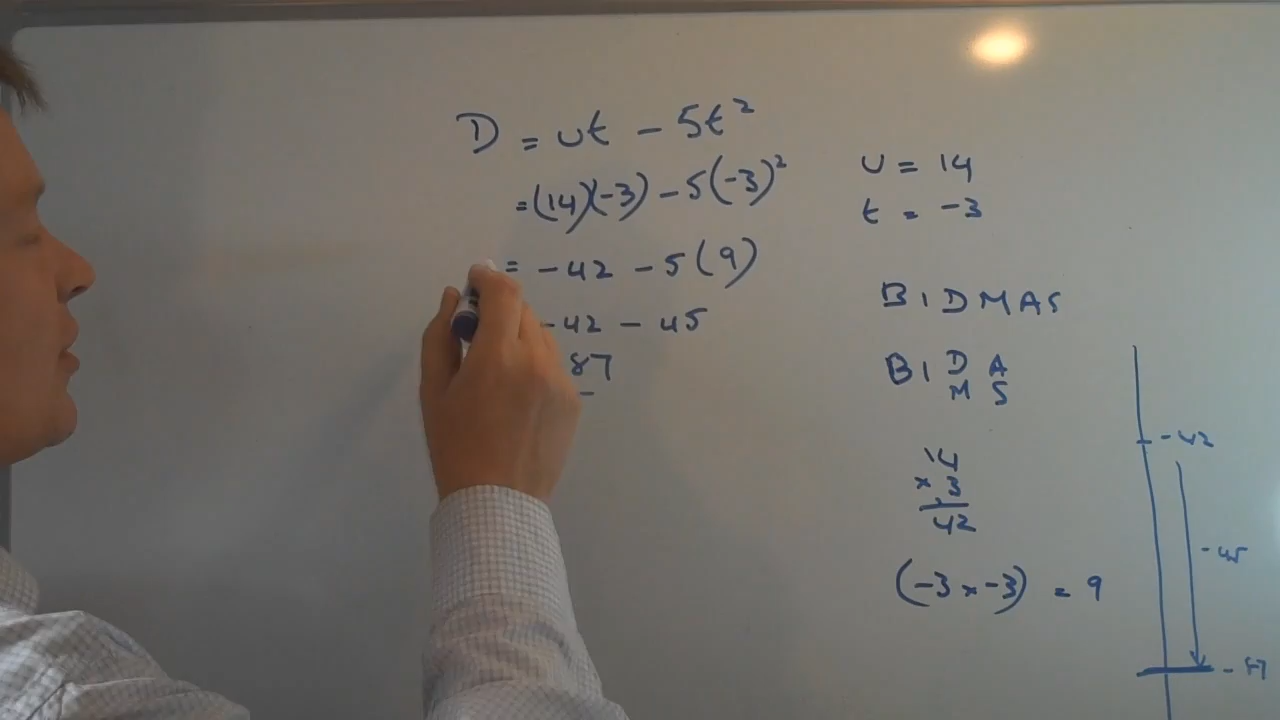 D = ut - 5t²
= (14)(-3) - 5(-3)²
= -42 - 5(9)
-42 - 45
87
u = 14
t = -3
BIDMAS
BI D A
M S
14
× 3
42
(-3 × -3) = 9
-42
-45
-87